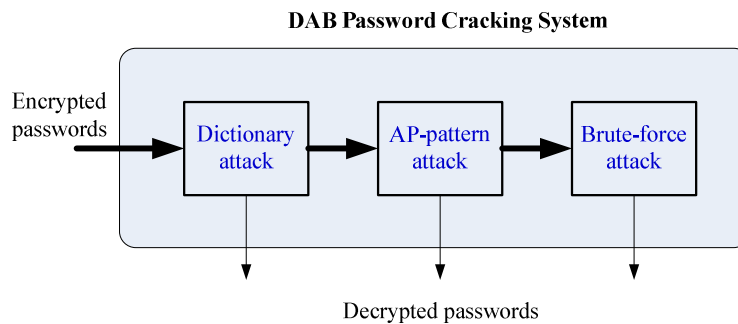 DAB Password Cracking System
Encrypted
passwords
Dictionary
attack
AP-pattern
attack
Brute-force
attack
Decrypted passwords